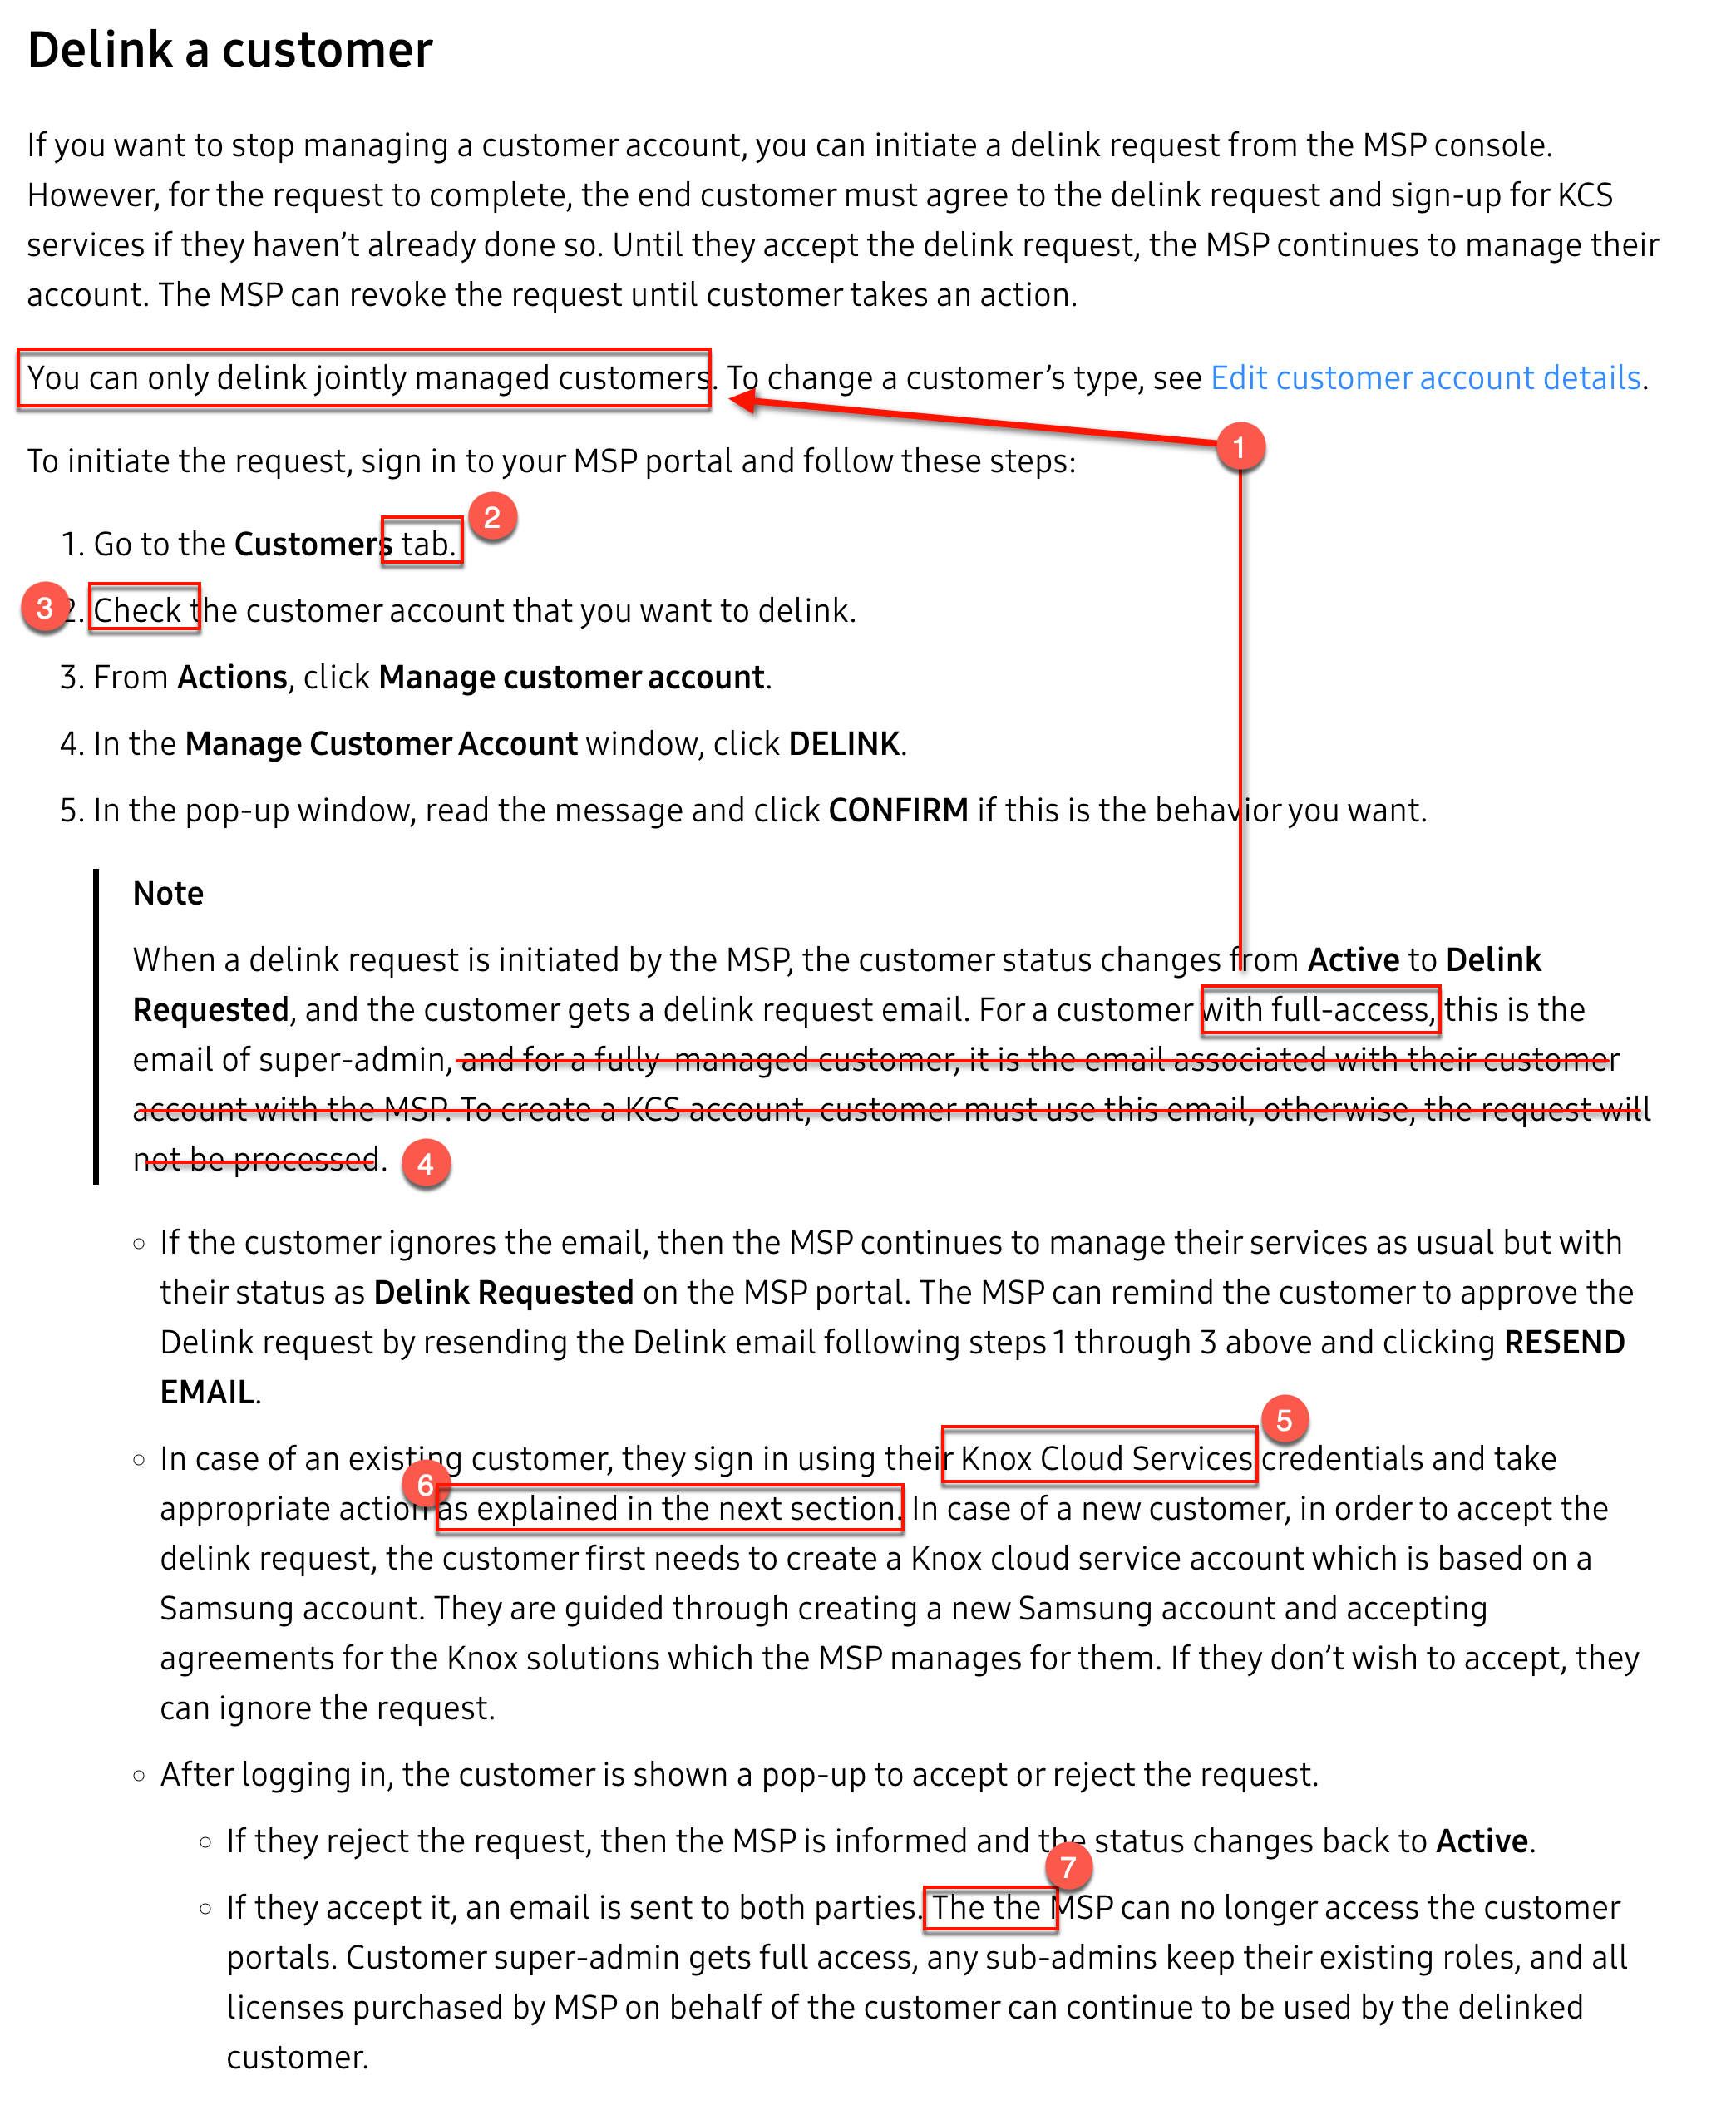 Delink a customer
If you want to stop managing a customer account, you can initiate a delink request from the MSP console.
However, for the request to complete, the end customer must agree to the delink request and sign-up for KCS
services if they haven’t already done so. Until they accept the delink request, the MSP continues to manage their
account. The MSP can revoke the request until customer takes an action.
You can only delink jointly managed customers. To change a customer’s type, see Edit customer account details.
1
To initiate the request, sign in to your MSP portal and follow these steps:
2
1. Go to the Customers tab.
3
2. Check the customer account that you want to delink.
3. From Actions, click Manage customer account.
4. In the Manage Customer Account window, click DELINK.
5. In the pop-up window, read the message and click CONFIRM if this is the behavior you want.
Note
When a delink request is initiated by the MSP, the customer status changes from Active to Delink
Requested, and the customer gets a delink request email. For a customer with full-access, this is the
email of super-admin, and for a fully-managed customer, it is the email associated with their customer
account with the MSP. To create a KCS account, customer must use this email, otherwise, the request will
not be processed.
4
If the customer ignores the email, then the MSP continues to manage their services as usual but with
their status as Delink Requested on the MSP portal. The MSP can remind the customer to approve the
Delink request by resending the Delink email following steps 1 through 3 above and clicking RESEND
EMAIL.
5
In case of an existing customer, they sign in using their Knox Cloud Services credentials and take
6
appropriate action as explained in the next section. In case of a new customer, in order to accept the
delink request, the customer first needs to create a Knox cloud service account which is based on a
Samsung account. They are guided through creating a new Samsung account and accepting
agreements for the Knox solutions which the MSP manages for them. If they don’t wish to accept, they
can ignore the request.
After logging in, the customer is shown a pop-up to accept or reject the request.
If they reject the request, then the MSP is informed and the status changes back to Active.
7
If they accept it, an email is sent to both parties. The the MSP can no longer access the customer
portals. Customer super-admin gets full access, any sub-admins keep their existing roles, and all
licenses purchased by MSP on behalf of the customer can continue to be used by the delinked
customer.